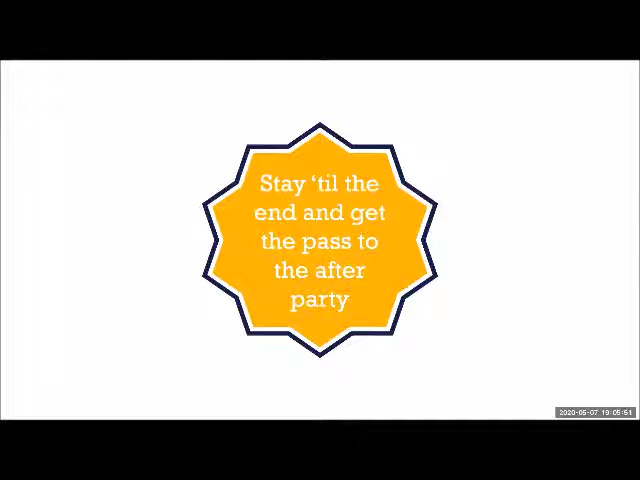 Stay ‘til the
end and get
the pass to
the after
party
2020-05-07 19:05:51